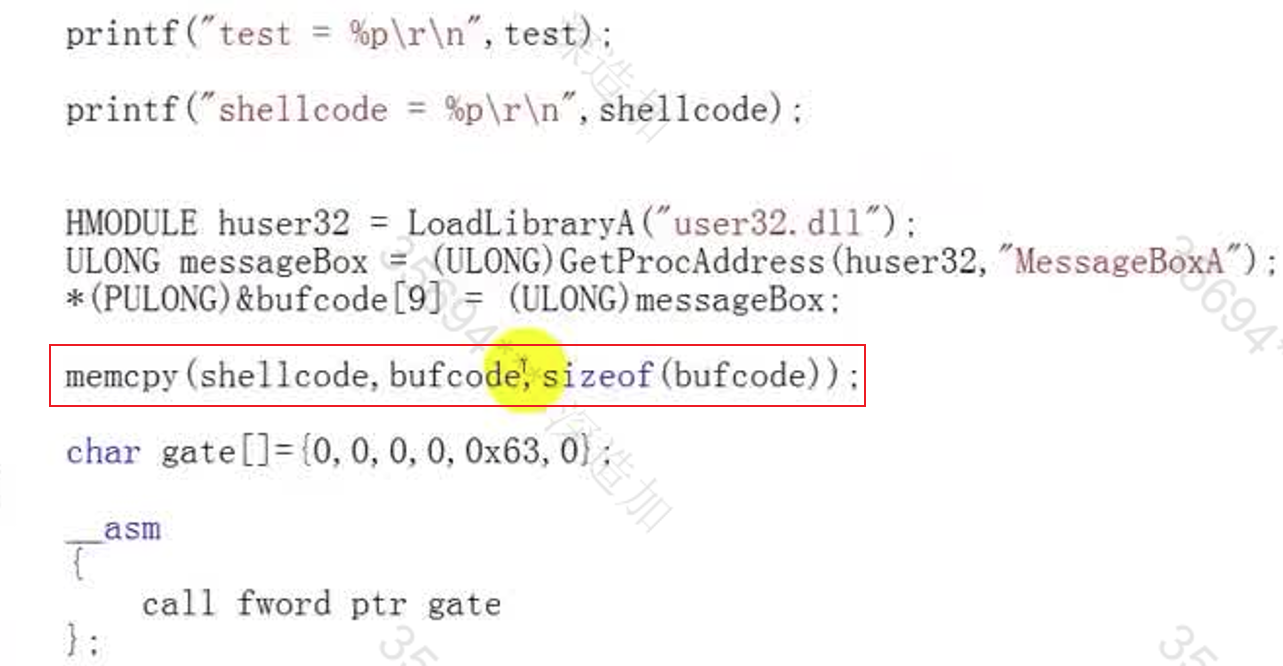 printf("test = %p\r\n",test);
printf("shellcode = %p\r\n",shellcode);
HMODULE huser32 = LoadLibraryA("user32.dll");
ULONG messageBox = (ULONG)GetProcAddress(huser32,"MessageBoxA");
*(PULONG)&bufcode[9] = (ULONG)messageBox;
memcpy(shellcode,bufcode,sizeof(bufcode));
char gate[]={0,0,0,0,0x63,0};
__asm
{
call fword ptr gate
};